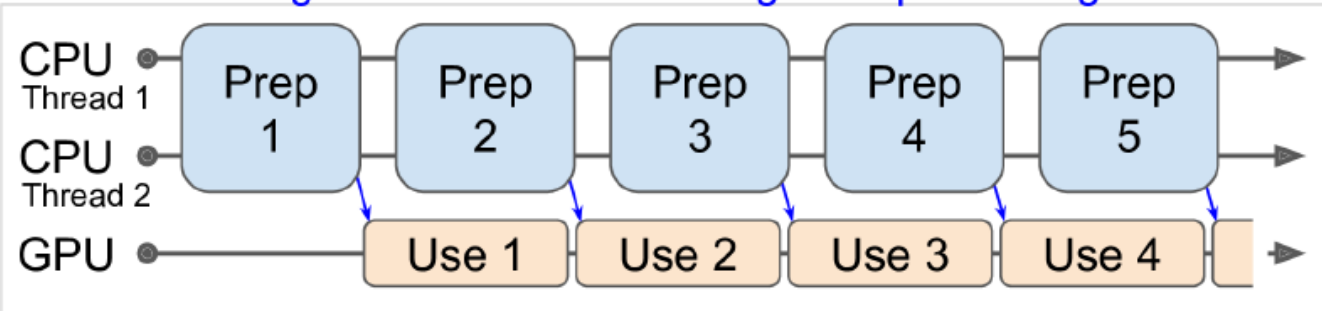 CPU
Thread 1
CPU
Thread 2
GPU
Prep
1
Prep
2
Prep
3
Prep
4
Prep
5
Use 1
Use 2
Use 3
Use 4